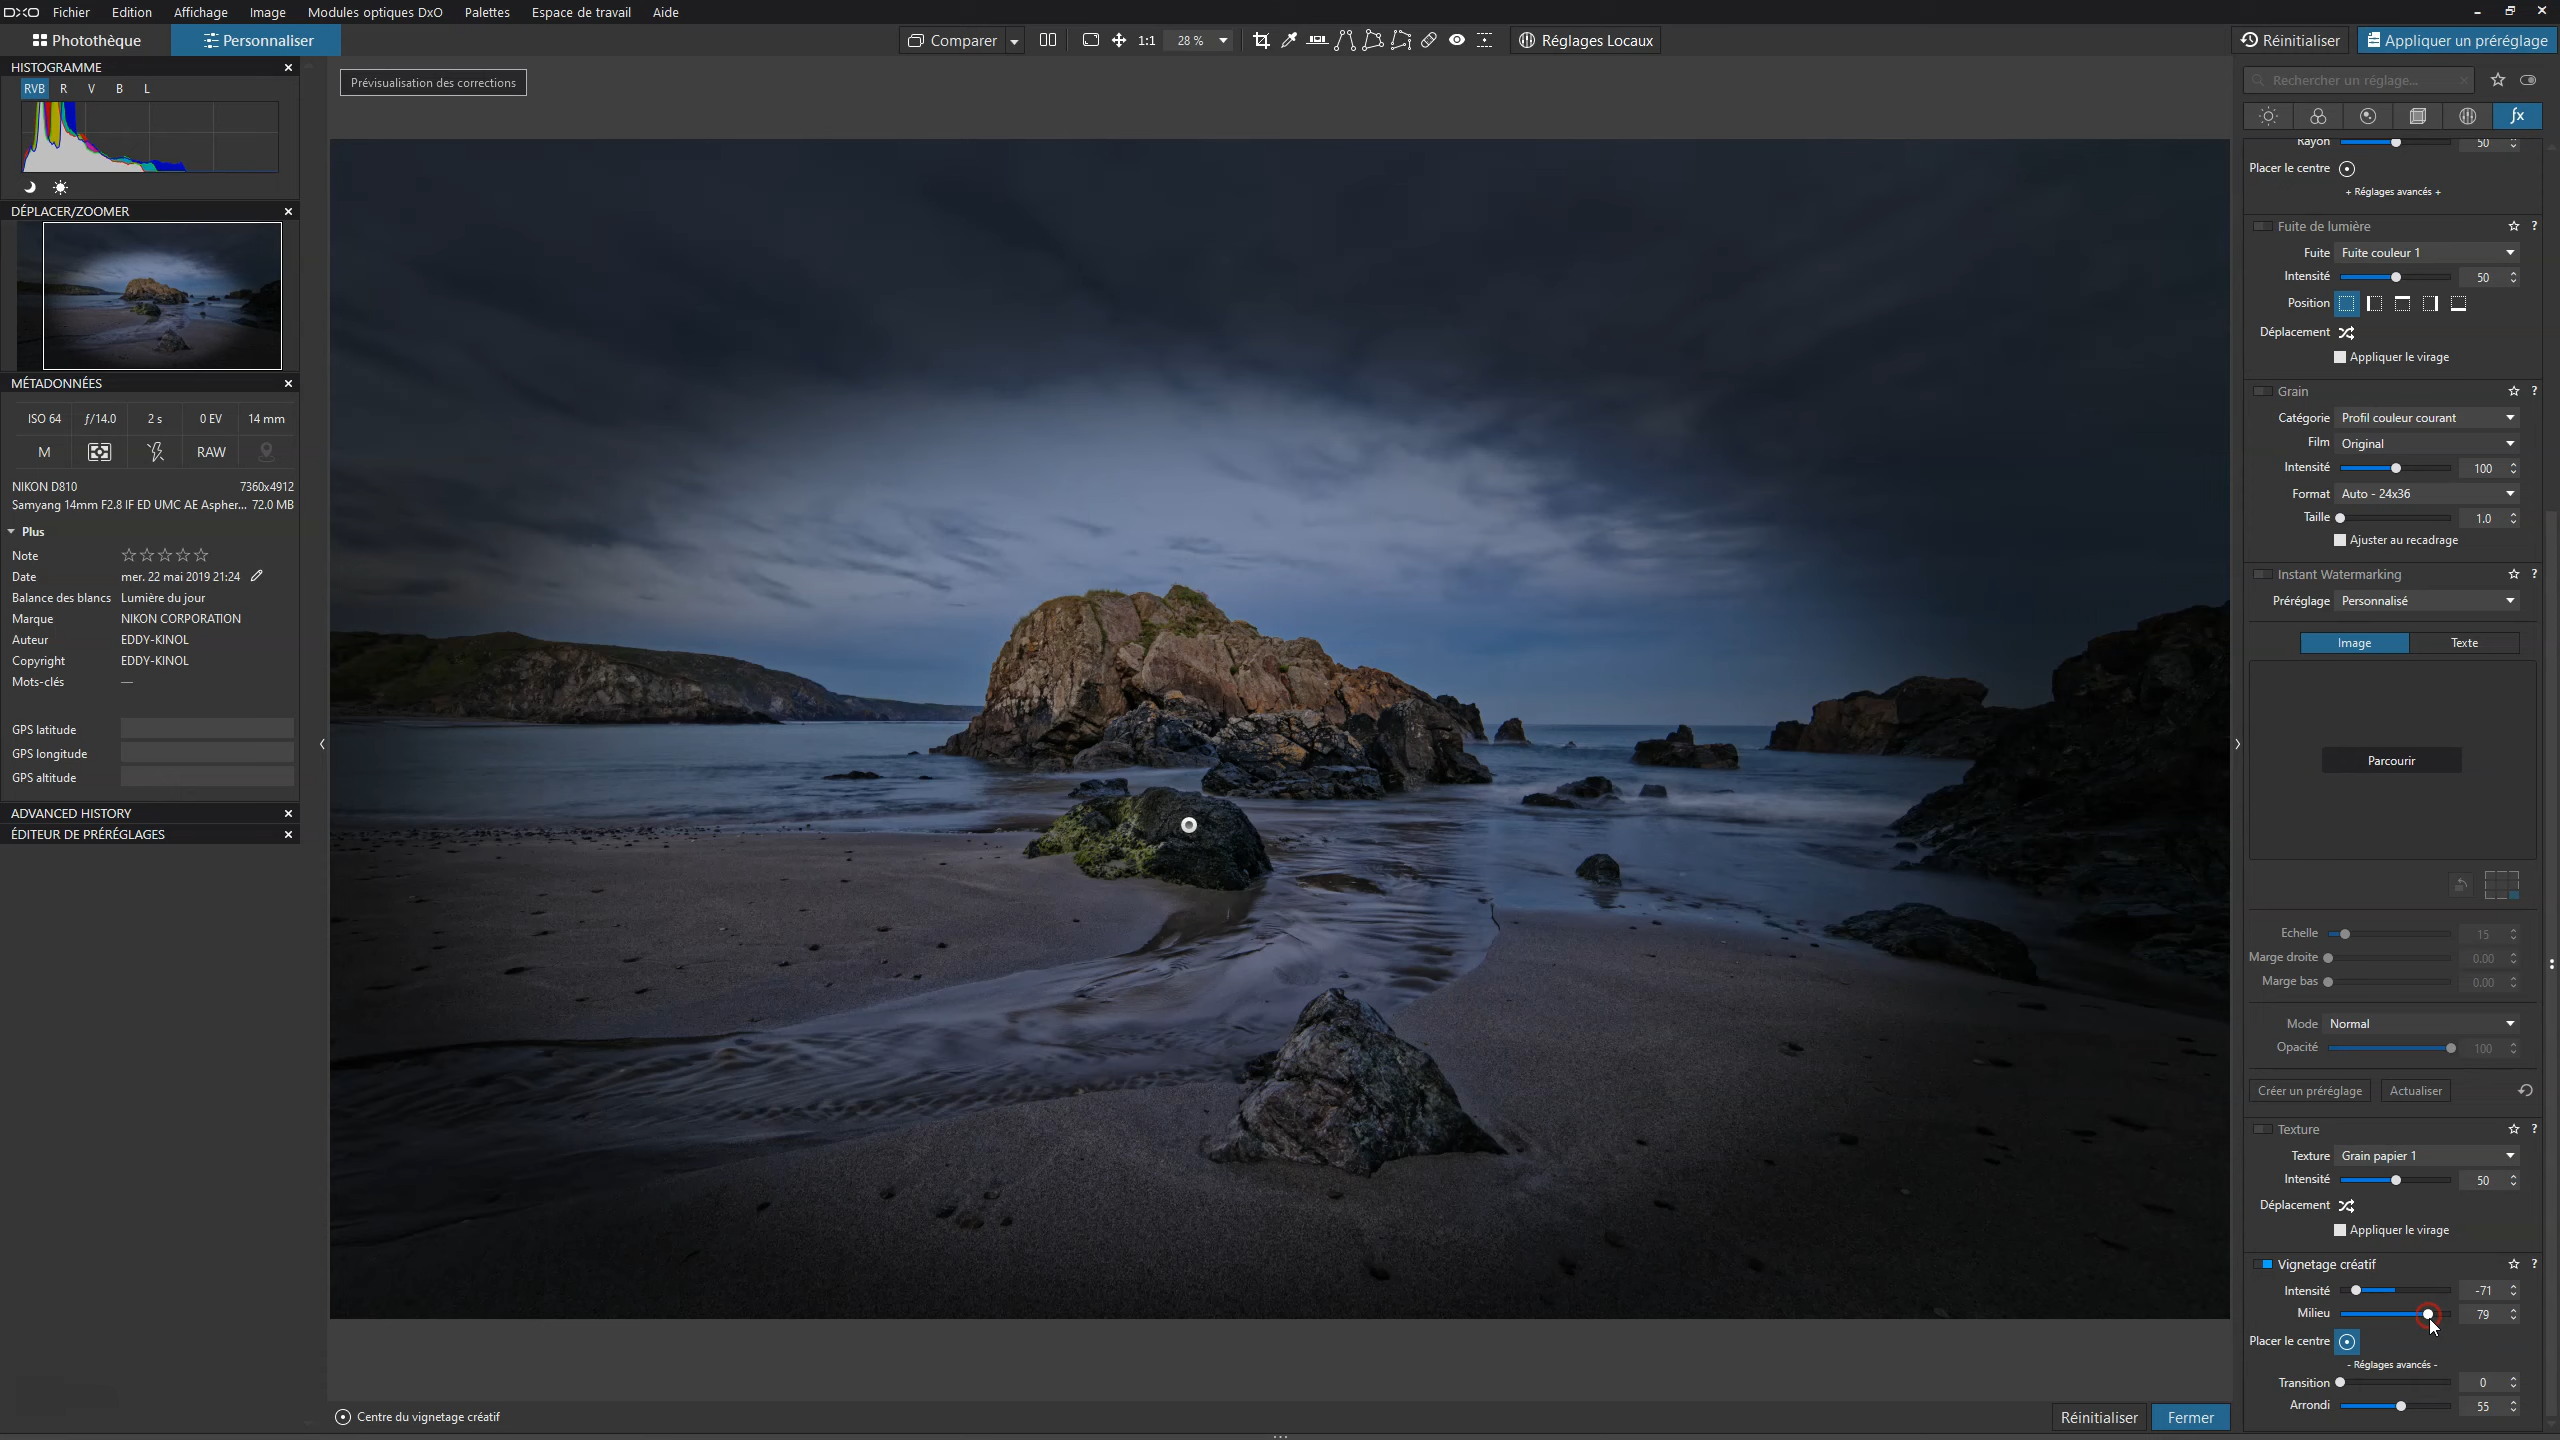 DXO Fichier Edition Affichage Image Modules optiques DxO Palettes Espace de travail Aide
Photothèque Personnaliser Comparer 1:1 28 % Réglages Locaux Réinitialiser Appliquer un préréglage
HISTOGRAMME
RVB R V B L
DÉPLACER/ZOOMER
MÉTADONNÉES
ISO 64 ƒ/14.0 2 s 0 EV 14 mm
M RAW
NIKON D810 7360x4912
Samyang 14mm F2.8 IF ED UMC AE Aspher... 72.0 MB
Plus
Note
Date mer. 22 mai 2019 21:24
Balance des blancs Lumière du jour
Marque NIKON CORPORATION
Auteur EDDY-KINOL
Copyright EDDY-KINOL
Mots-clés —
GPS latitude
GPS longitude
GPS altitude
ADVANCED HISTORY
ÉDITEUR DE PRÉRÉGLAGES
Prévisualisation des corrections
Centre du vignetage créatif
Réinitialiser Fermer
Rechercher un réglage...
fx
Rayon 50
Placer le centre
+ Réglages avancés +
Fuite de lumière ?
Fuite Fuite couleur 1
Intensité 50
Position
Déplacement
Appliquer le virage
Grain ?
Catégorie Profil couleur courant
Film Original
Intensité 100
Format Auto - 24x36
Taille 1.0
Ajuster au recadrage
Instant Watermarking ?
Préréglage Personnalisé
Image Texte
Parcourir
Echelle 15
Marge droite 0.00
Marge bas 0.00
Mode Normal
Opacité 100
Créer un préréglage Actualiser
Texture ?
Texture Grain papier 1
Intensité 50
Déplacement
Appliquer le virage
Vignetage créatif ?
Intensité -71
Milieu 79
Placer le centre
- Réglages avancés -
Transition 0
Arrondi 55